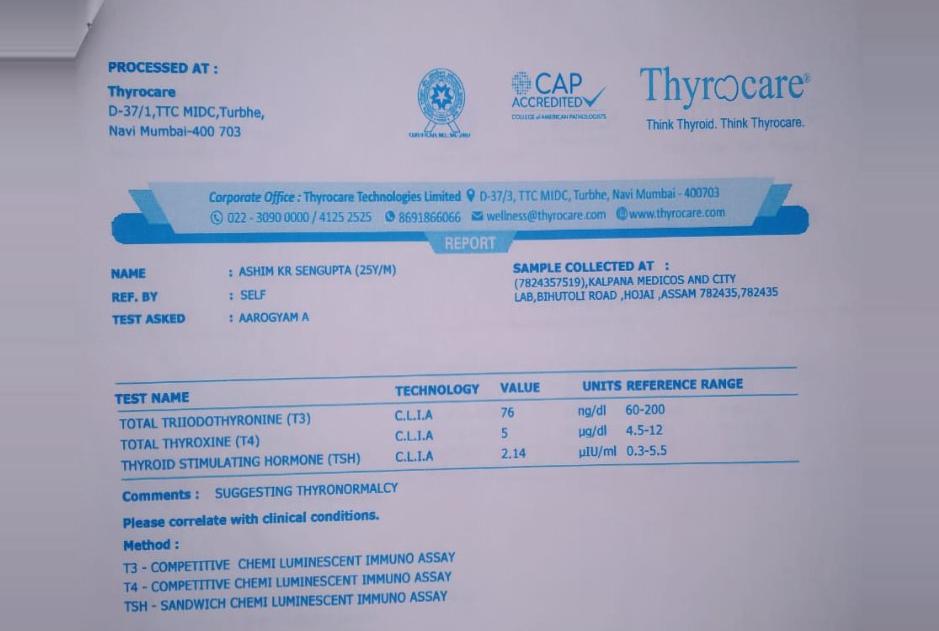 PROCESSED AT :
Thyrocare
D-37/1,TTC MIDC,Turbhe,
Navi Mumbai-400 703
CAP
ACCREDITED
COLLEGE of AMERICAN PATHOLOGISTS
Thyrocare®
Think Thyroid. Think Thyrocare.
Corporate Office : Thyrocare Technologies Limited D-37/3, TTC MIDC, Turbhe, Navi Mumbai - 400703
022 - 3090 0000 / 4125 2525 8691866066 wellness@thyrocare.com www.thyrocare.com
REPORT
NAME : ASHIM KR SENGUPTA (25Y/M)
REF. BY : SELF
TEST ASKED : AAROGYAM A
SAMPLE COLLECTED AT :
(7824357519),KALPANA MEDICOS AND CITY
LAB,BIHUTOLI ROAD ,HOJAI ,ASSAM 782435,782435
TEST NAME TECHNOLOGY VALUE UNITS REFERENCE RANGE
TOTAL TRIIODOTHYRONINE (T3) C.L.I.A 76 ng/dl 60-200
TOTAL THYROXINE (T4) C.L.I.A 5 µg/dl 4.5-12
THYROID STIMULATING HORMONE (TSH) C.L.I.A 2.14 µIU/ml 0.3-5.5
Comments : SUGGESTING THYRONORMALCY
Please correlate with clinical conditions.
Method :
T3 - COMPETITIVE CHEMI LUMINESCENT IMMUNO ASSAY
T4 - COMPETITIVE CHEMI LUMINESCENT IMMUNO ASSAY
TSH - SANDWICH CHEMI LUMINESCENT IMMUNO ASSAY